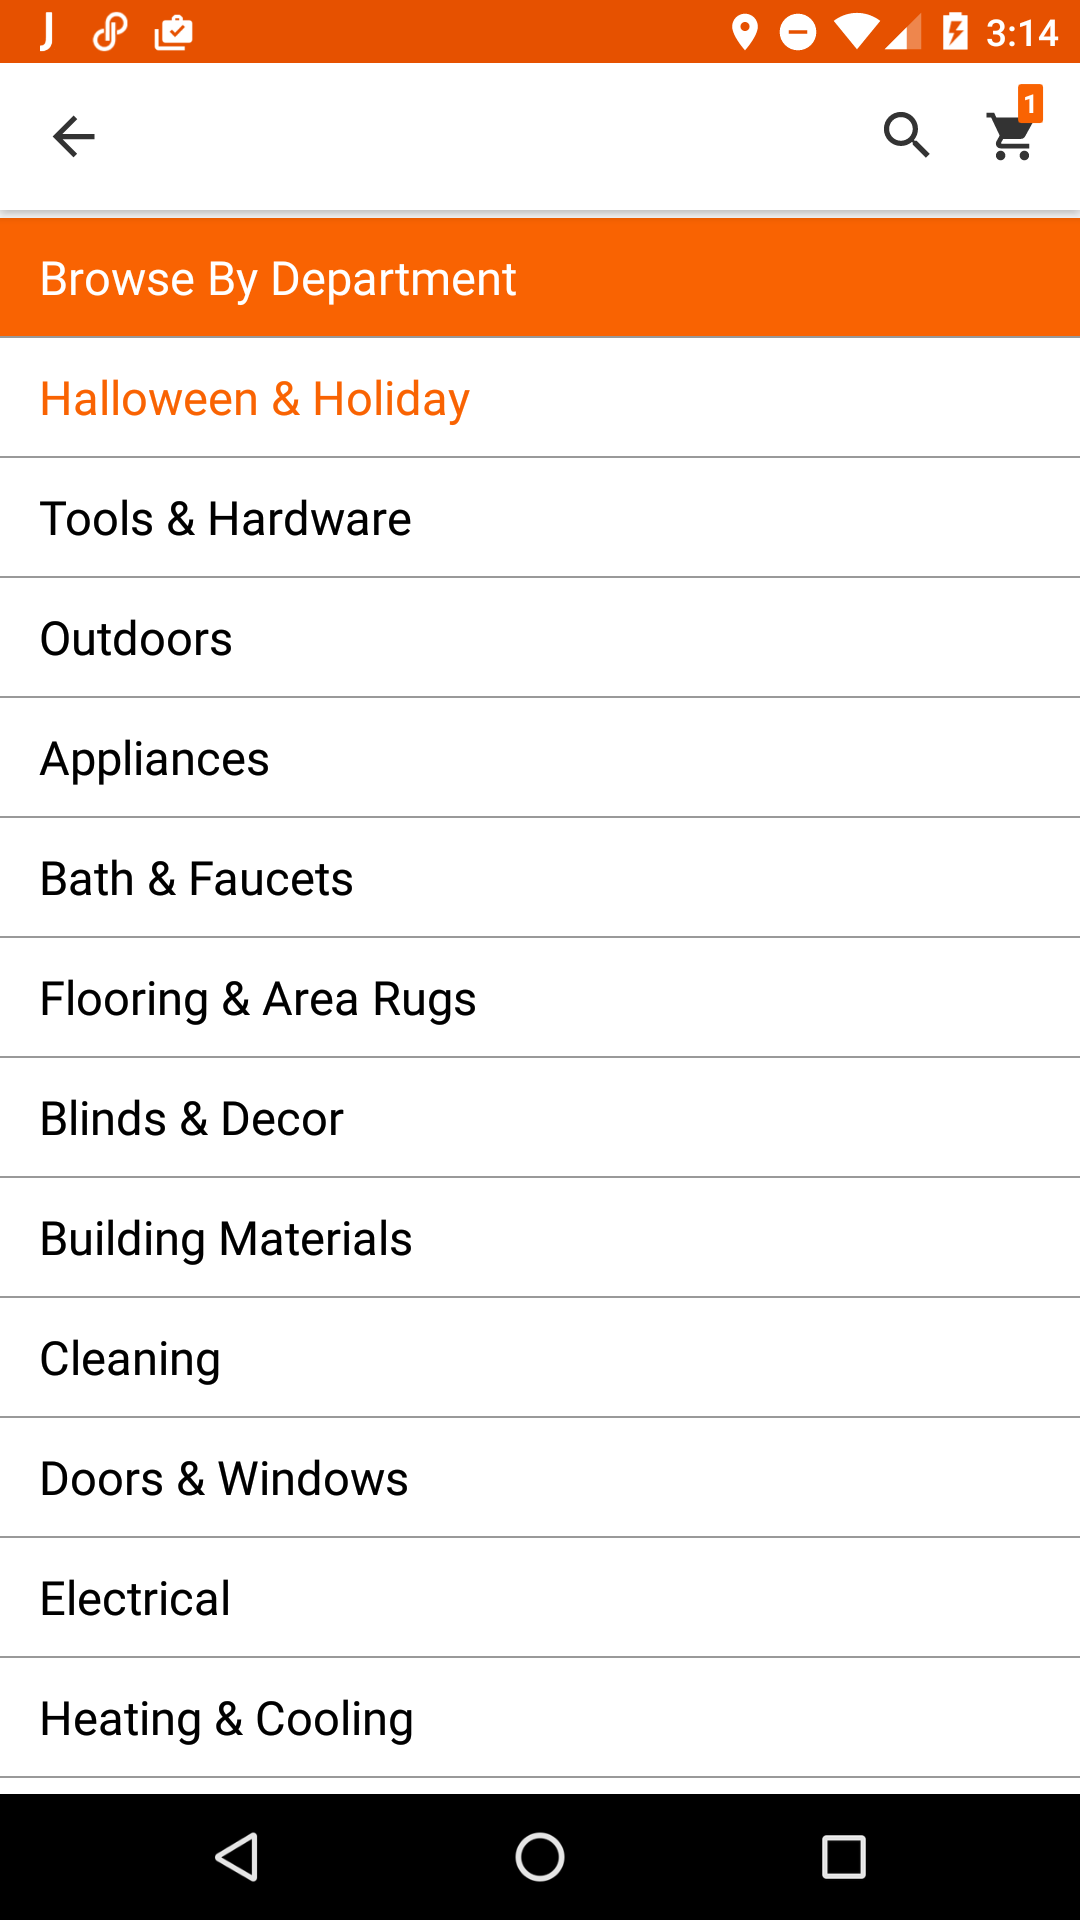 3:14
1
Browse By Department
Halloween & Holiday
Tools & Hardware
Outdoors
Appliances
Bath & Faucets
Flooring & Area Rugs
Blinds & Decor
Building Materials
Cleaning
Doors & Windows
Electrical
Heating & Cooling